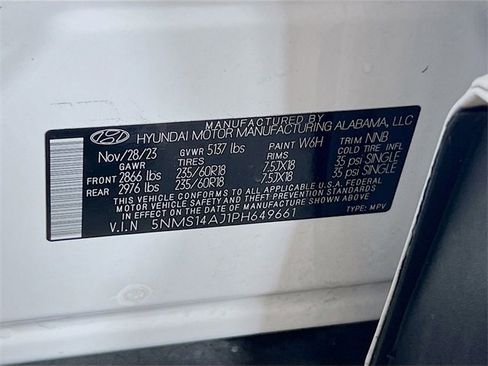 MANUFACTURED BY
HYUNDAI MOTOR MANUFACTURING ALABAMA, LLC
Nov/28/23 GVWR 5137 lbs PAINT W6H TRIM NNB
GAWR TIRES RIMS COLD TIRE INFL
FRONT 2866 lbs 235/60R18 7.5JX18 35 psi SINGLE
REAR 2976 lbs 235/60R18 7.5JX18 35 psi SINGLE
THIS VEHICLE CONFORMS TO ALL APPLICABLE U.S.A. FEDERAL
MOTOR VEHICLE SAFETY AND THEFT PREVENTION STANDARDS
IN EFFECT ON THE DATE OF MANUFACTURE SHOWN ABOVE.
V.I.N 5NMS14AJ1PH649661 TYPE: MPV